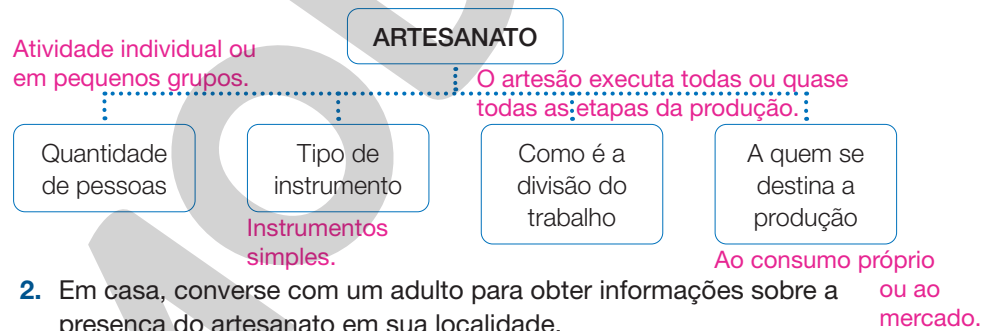 ARTESANATO
Atividade individual ou
em pequenos grupos.
O artesão executa todas ou quase
todas as etapas da produção.
Quantidade
de pessoas
Tipo de
instrumento
Como é a
divisão do
trabalho
A quem se
destina a
produção
Instrumentos
simples.
Ao consumo próprio
ou ao
mercado.
2. Em casa, converse com um adulto para obter informações sobre a
presença do artesanato em sua localidade.